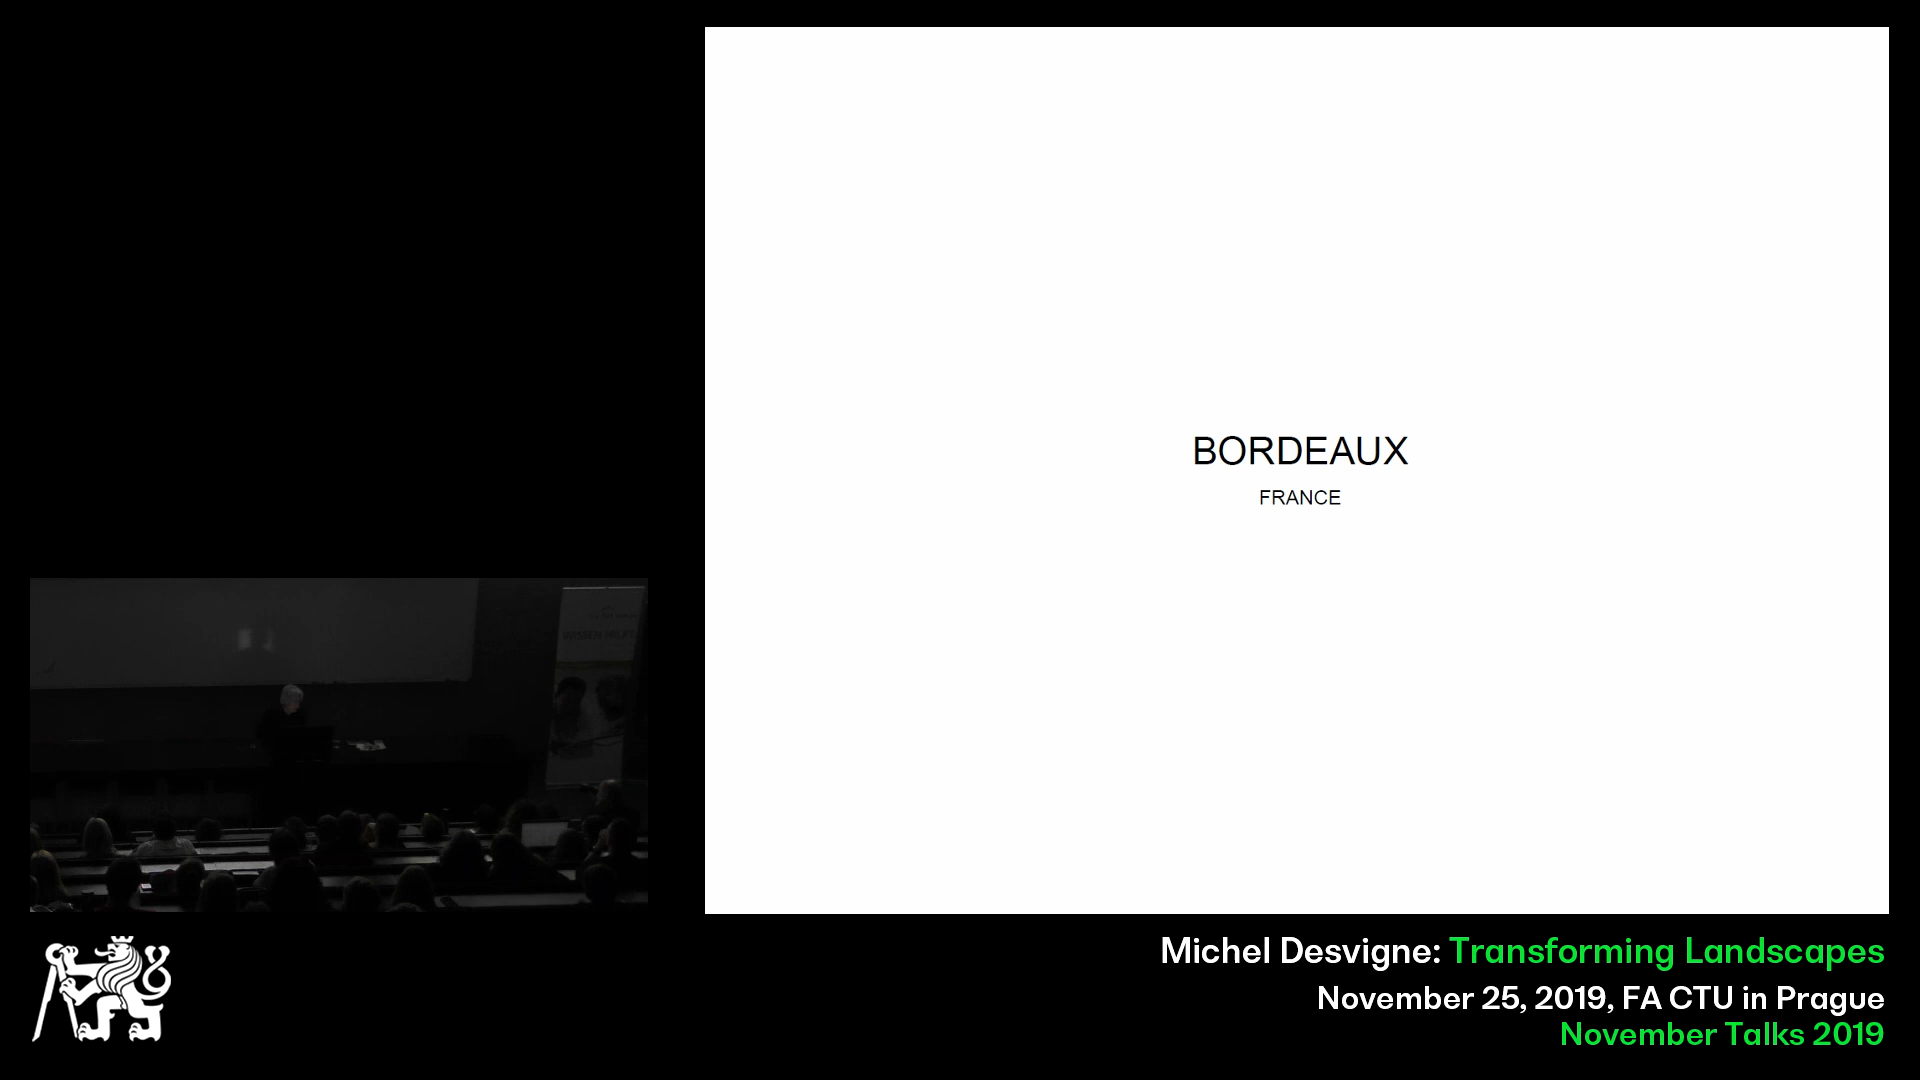 BORDEAUX
FRANCE
Michel Desvigne: Transforming Landscapes
November 25, 2019, FA CTU in Prague
November Talks 2019